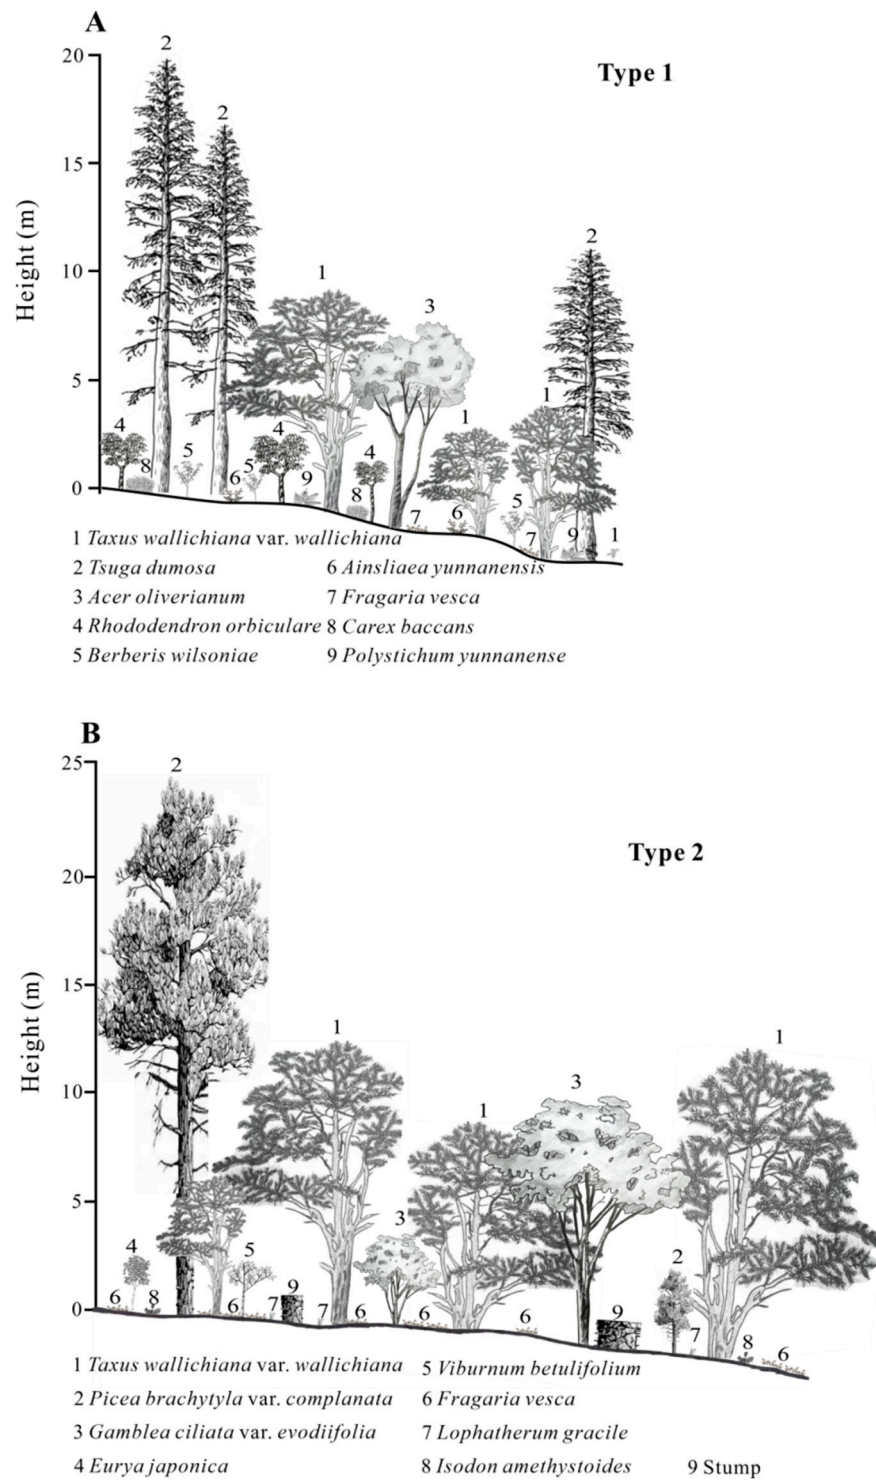 A
Type 1
2
20
2
15
Height (m)
2
10
1
3
5
1
1
4
4
5
4
8
5
6
9
8
5
0
7
6
7
9
1
1 Taxus wallichiana var. wallichiana
2 Tsuga dumosa
6 Ainsliaea yunnanensis
3 Acer oliverianum
7 Fragaria vesca
4 Rhododendron orbiculare
8 Carex baccans
5 Berberis wilsoniae
9 Polystichum yunnanense
B
25
2
Type 2
20
15
Height (m)
1
1
10
3
1
5
3
4
5
2
9
6
8
6
7
7
6
6
6
9
7
8
6
0
1 Taxus wallichiana var. wallichiana
5 Viburnum betulifolium
2 Picea brachytyla var. complanata
6 Fragaria vesca
3 Gamblea ciliata var. evodiifolia
7 Lophatherum gracile
4 Eurya japonica
8 Isodon amethystoides
9 Stump